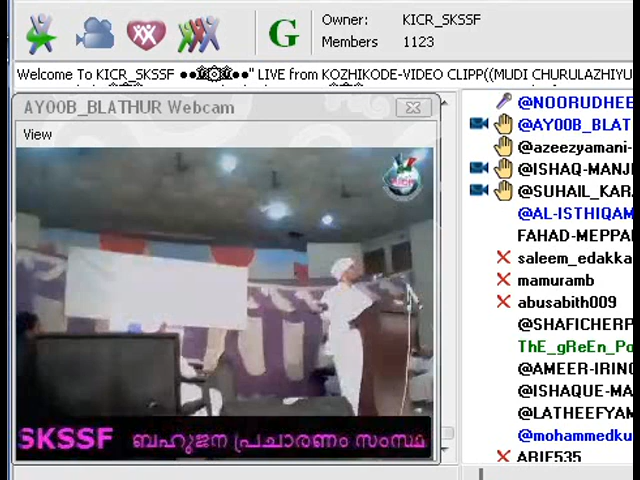 Owner: KICR_SKSSF
Members 1123
G
Welcome To KICR_SKSSF ●●۞●●" LIVE from KOZHIKODE-VIDEO CLIPP((MUDI CHURULAZHIYU
AY00B_BLATHUR Webcam
View
SKSSF ബഹുജന പ്രചാരണം സംസ്ഥ
@NOORUDHEE
@AY00B_BLAT
@azeezyamani-
@ISHAQ-MANJ
@SUHAIL_KAR
@AL-ISTHIQAM
FAHAD-MEPPA
saleem_edakka
mamuramb
abusabith009
@SHAFICHERP
ThE_gReEn_Po
@AMEER-IRING
@ISHAQUE-MA
@LATHEEFYAM
@mohammedku
ARIF535